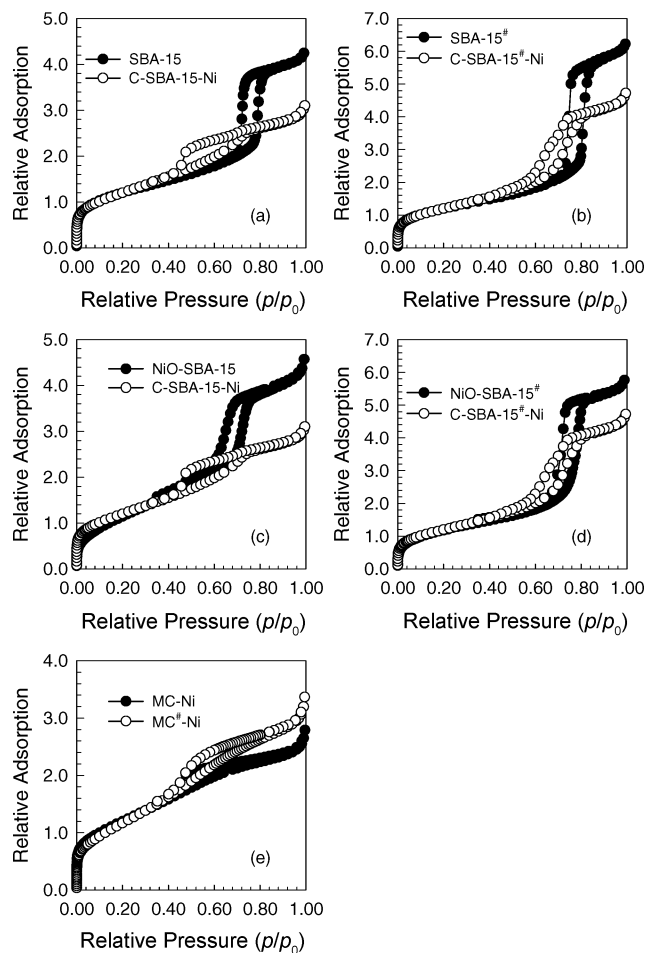 5.0
4.0
3.0
2.0
1.0
0.0
Relative Adsorption
SBA-15
C-SBA-15-Ni
(a)
0.00 0.20 0.40 0.60 0.80 1.00
Relative Pressure (p/p0)
7.0
6.0
5.0
4.0
3.0
2.0
1.0
0.0
Relative Adsorption
SBA-15#
C-SBA-15#-Ni
(b)
0.00 0.20 0.40 0.60 0.80 1.00
Relative Pressure (p/p0)
5.0
4.0
3.0
2.0
1.0
0.0
Relative Adsorption
NiO-SBA-15
C-SBA-15-Ni
(c)
0.00 0.20 0.40 0.60 0.80 1.00
Relative Pressure (p/p0)
7.0
6.0
5.0
4.0
3.0
2.0
1.0
0.0
Relative Adsorption
NiO-SBA-15#
C-SBA-15#-Ni
(d)
0.00 0.20 0.40 0.60 0.80 1.00
Relative Pressure (p/p0)
4.0
3.0
2.0
1.0
0.0
Relative Adsorption
MC-Ni
MC#-Ni
(e)
0.00 0.20 0.40 0.60 0.80 1.00
Relative Pressure (p/p0)